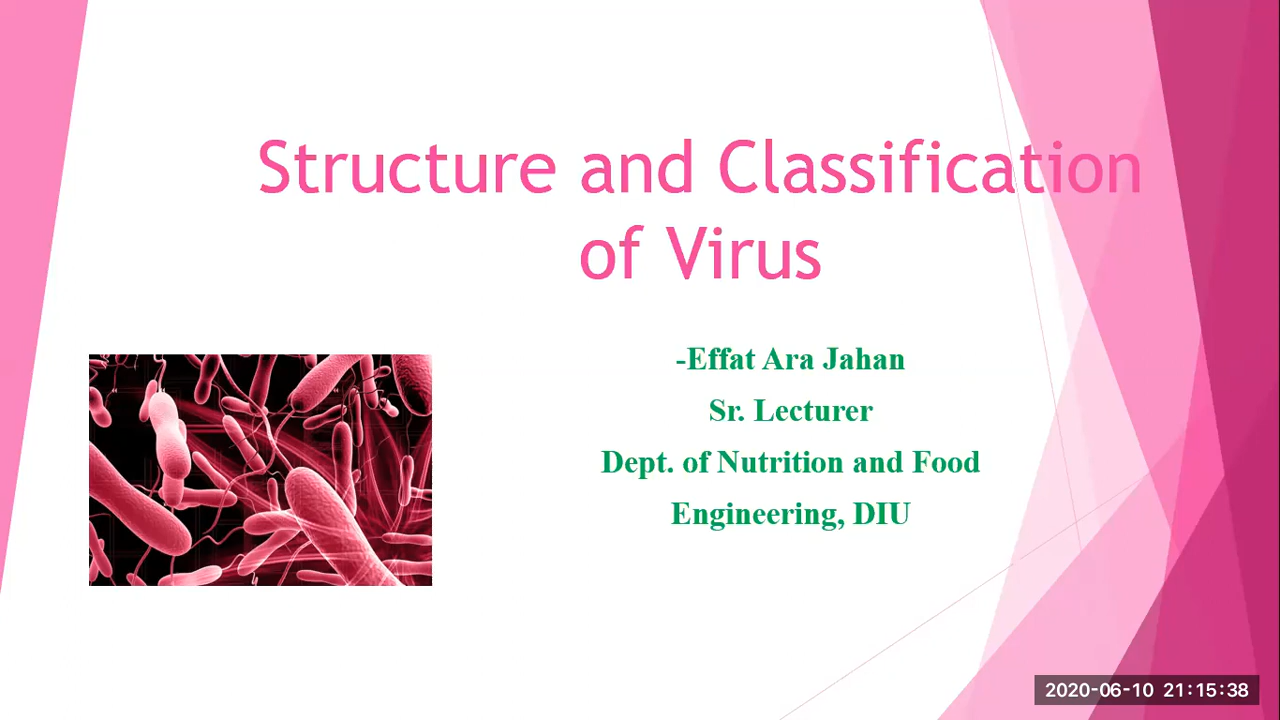 Structure and Classification
of Virus
-Effat Ara Jahan
Sr. Lecturer
Dept. of Nutrition and Food
Engineering, DIU
2020-06-10 21:15:38